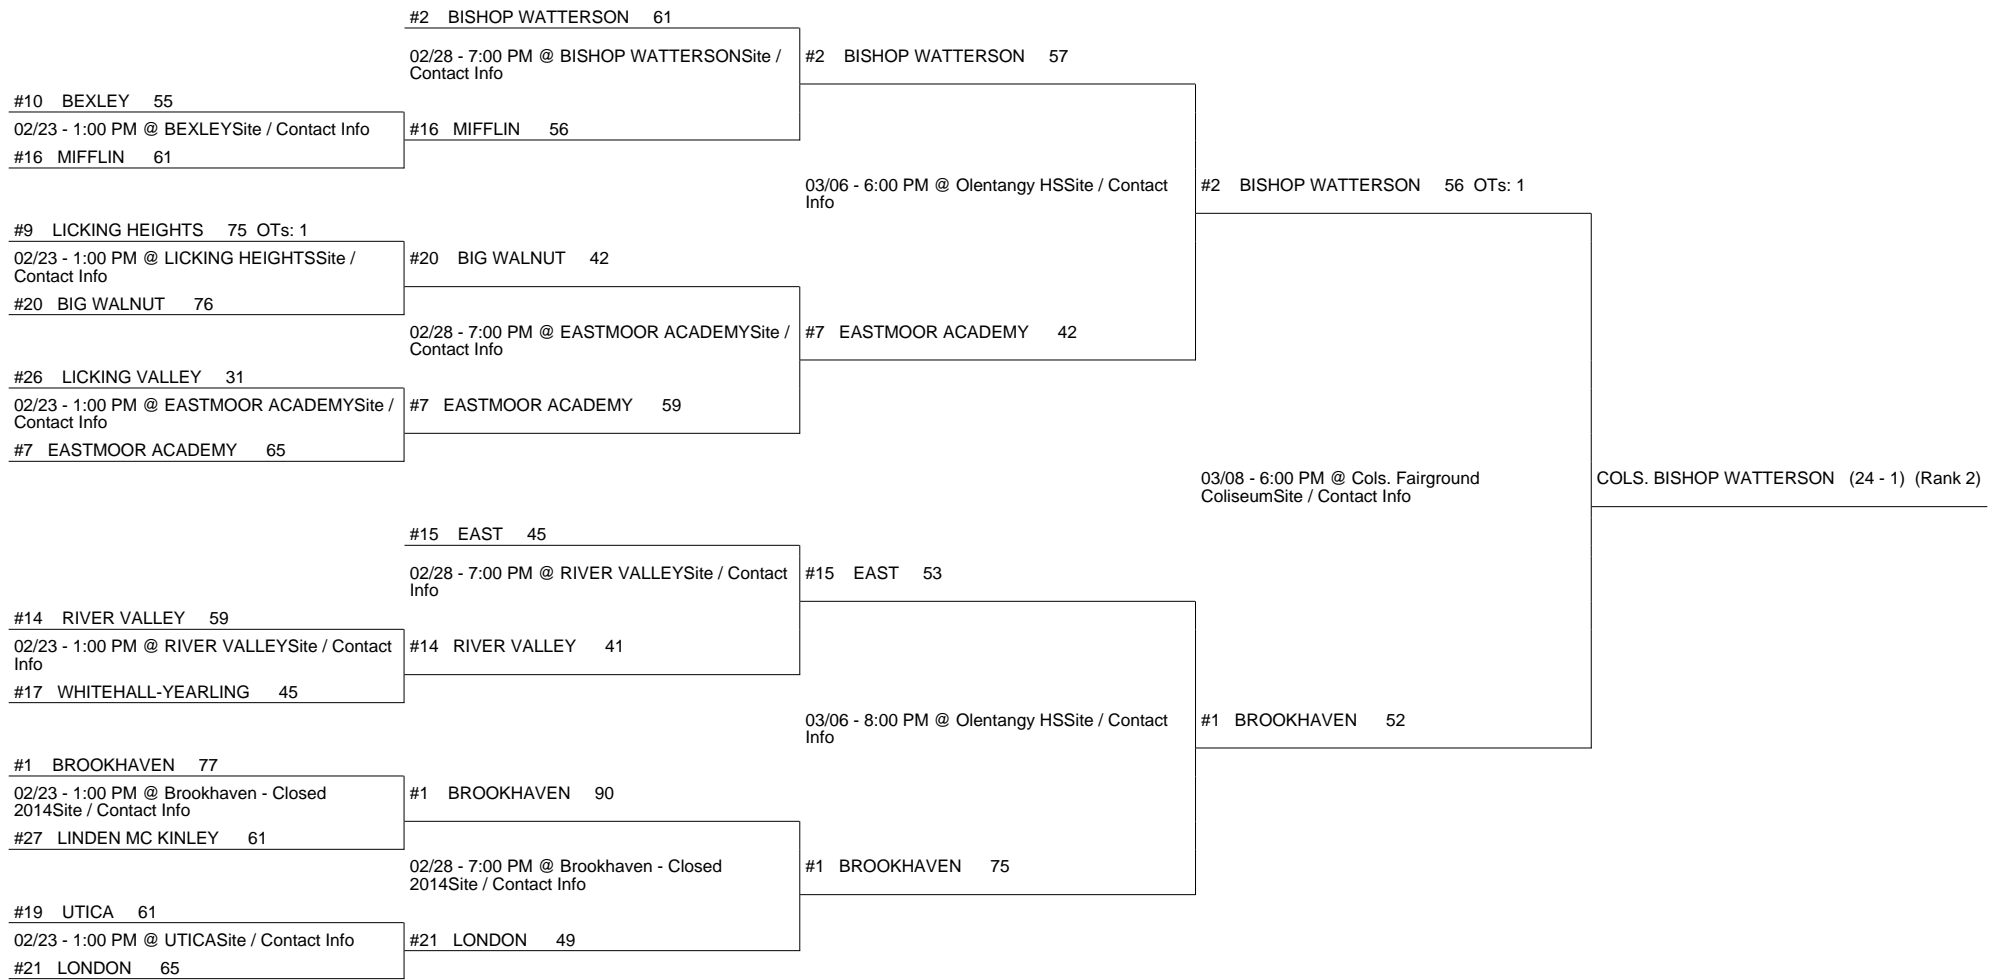 #2 BISHOP WATTERSON 61
02/28 - 7:00 PM @ BISHOP WATTERSONSite /
Contact Info
#2 BISHOP WATTERSON 57
#10 BEXLEY 55
02/23 - 1:00 PM @ BEXLEYSite / Contact Info
#16 MIFFLIN 56
#16 MIFFLIN 61
03/06 - 6:00 PM @ Olentangy HSSite / Contact
Info
#2 BISHOP WATTERSON 56 OTs: 1
#9 LICKING HEIGHTS 75 OTs: 1
02/23 - 1:00 PM @ LICKING HEIGHTSSite /
Contact Info
#20 BIG WALNUT 42
#20 BIG WALNUT 76
02/28 - 7:00 PM @ EASTMOOR ACADEMYSite /
Contact Info
#7 EASTMOOR ACADEMY 42
#26 LICKING VALLEY 31
02/23 - 1:00 PM @ EASTMOOR ACADEMYSite /
Contact Info
#7 EASTMOOR ACADEMY 59
#7 EASTMOOR ACADEMY 65
03/08 - 6:00 PM @ Cols. Fairground
ColiseumSite / Contact Info
COLS. BISHOP WATTERSON (24 - 1) (Rank 2)
#15 EAST 45
02/28 - 7:00 PM @ RIVER VALLEYSite / Contact
Info
#15 EAST 53
#14 RIVER VALLEY 59
02/23 - 1:00 PM @ RIVER VALLEYSite / Contact
Info
#14 RIVER VALLEY 41
#17 WHITEHALL-YEARLING 45
03/06 - 8:00 PM @ Olentangy HSSite / Contact
Info
#1 BROOKHAVEN 52
#1 BROOKHAVEN 77
02/23 - 1:00 PM @ Brookhaven - Closed
2014Site / Contact Info
#1 BROOKHAVEN 90
#27 LINDEN MC KINLEY 61
02/28 - 7:00 PM @ Brookhaven - Closed
2014Site / Contact Info
#1 BROOKHAVEN 75
#19 UTICA 61
02/23 - 1:00 PM @ UTICASite / Contact Info
#21 LONDON 49
#21 LONDON 65